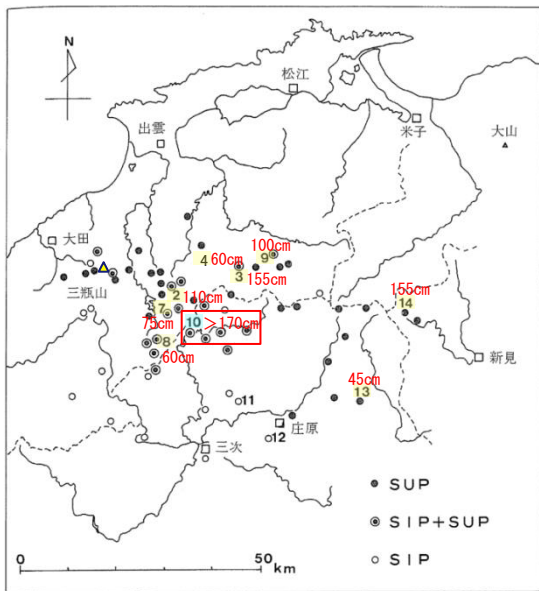 N
松江
出雲
米子
大山
大田
三瓶山
100cm
9
4 60cm
3 155cm
2
110cm
7
75cm
10 >170cm
8
60cm
155cm
14
新見
45cm
13
11
12
庄原
三次
SUP
SIP+SUP
SIP
0 50
km